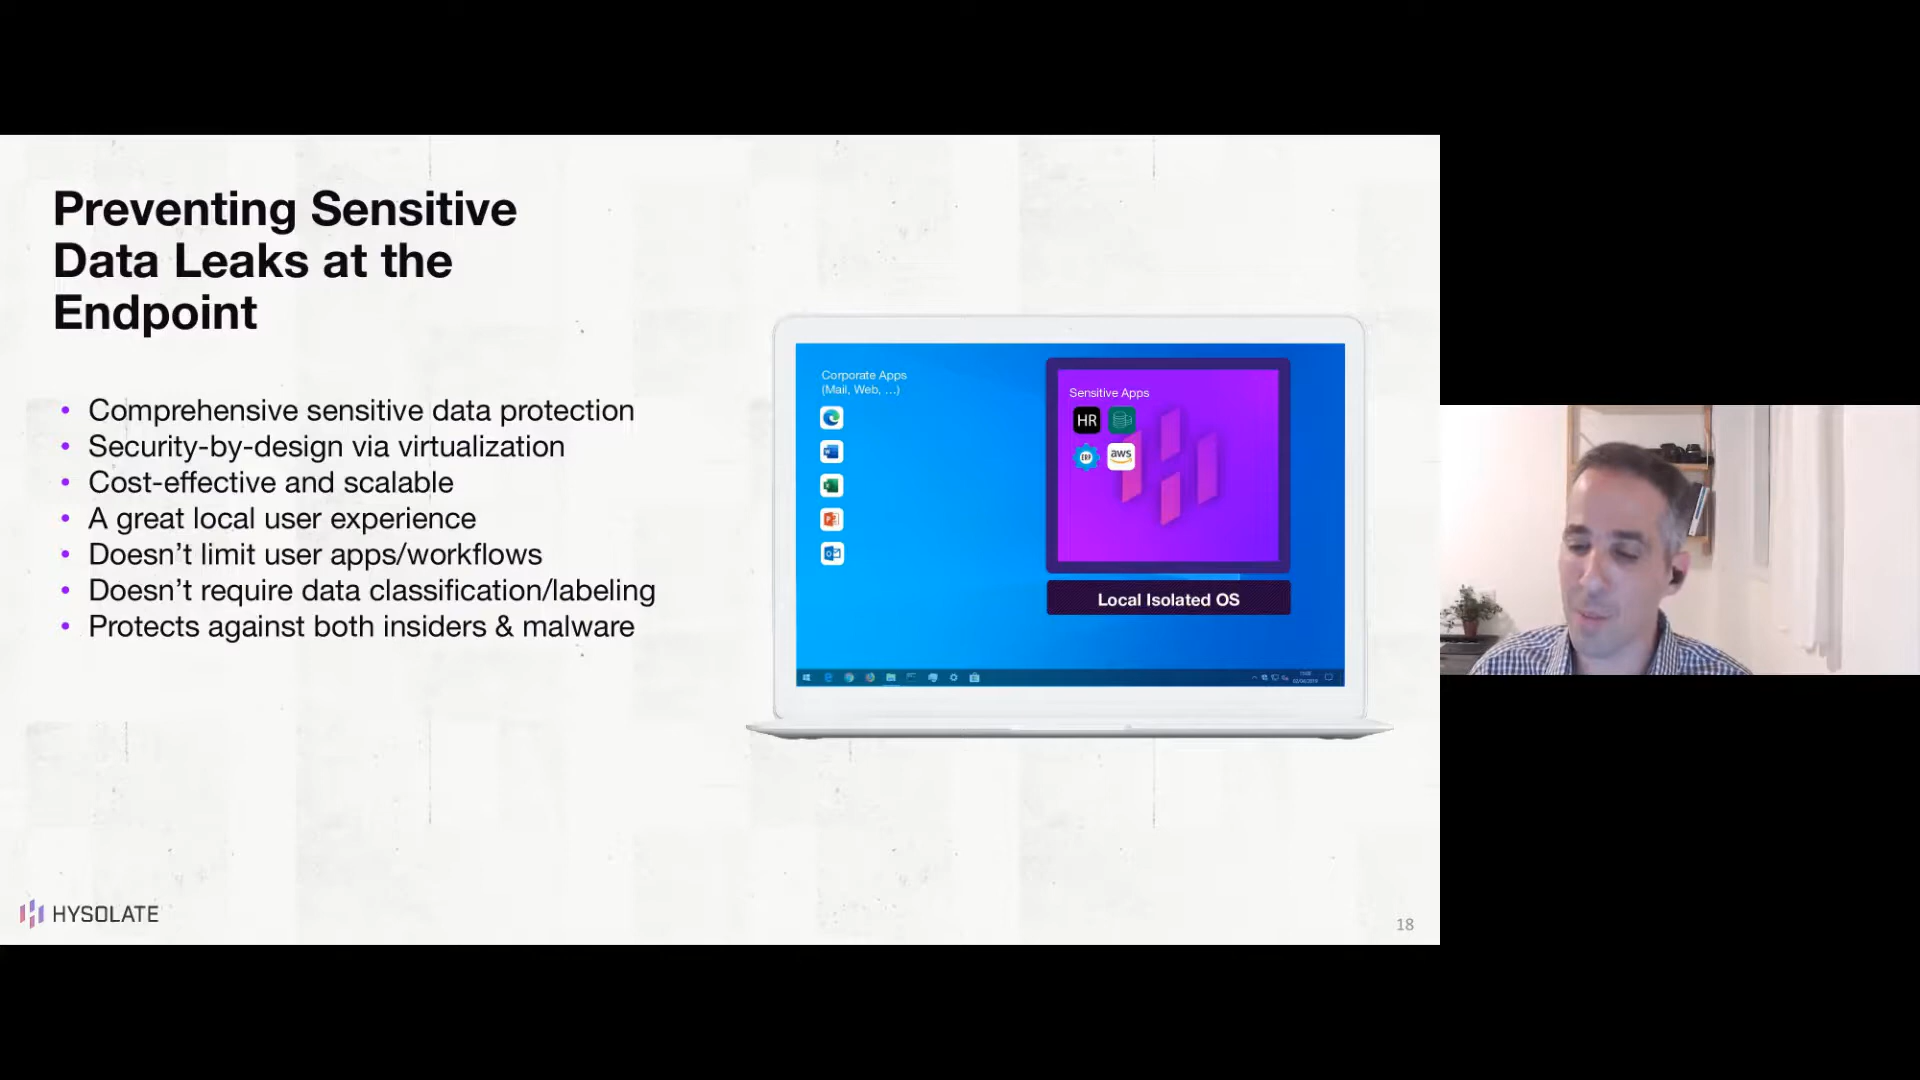 Preventing Sensitive
Data Leaks at the
Endpoint
• Comprehensive sensitive data protection
• Security-by-design via virtualization
• Cost-effective and scalable
• A great local user experience
• Doesn’t limit user apps/workflows
• Doesn’t require data classification/labeling
• Protects against both insiders & malware
Corporate Apps
(Mail, Web, ...)
Sensitive Apps
HR
ERP
aws
Local Isolated OS
HYSOLATE
18